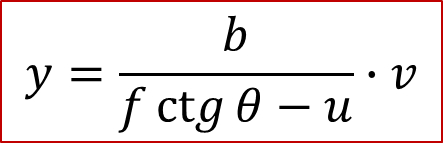 y = b / (f ctg θ − u) · v